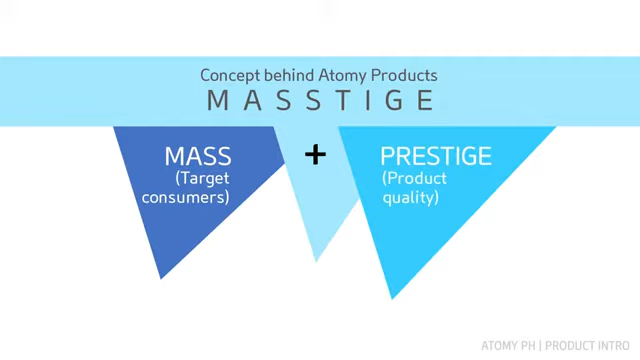 Concept behind Atomy Products
MASSTIGE
MASS
(Target
consumers)
+
PRESTIGE
(Product
quality)
ATOMY PH | PRODUCT INTRO